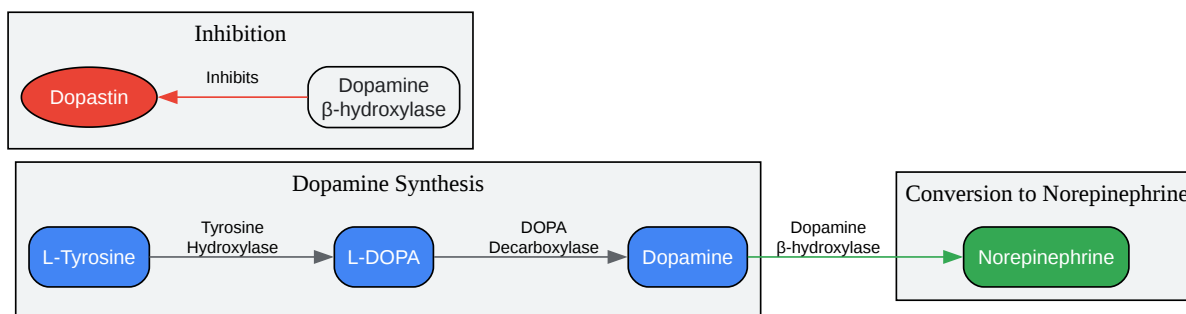 Inhibition
Dopastin
Inhibits
Dopamine
β-hydroxylase
Dopamine Synthesis
L-Tyrosine
Tyrosine
Hydroxylase
L-DOPA
DOPA
Decarboxylase
Dopamine
Dopamine
β-hydroxylase
Conversion to Norepinephrine
Norepinephrine